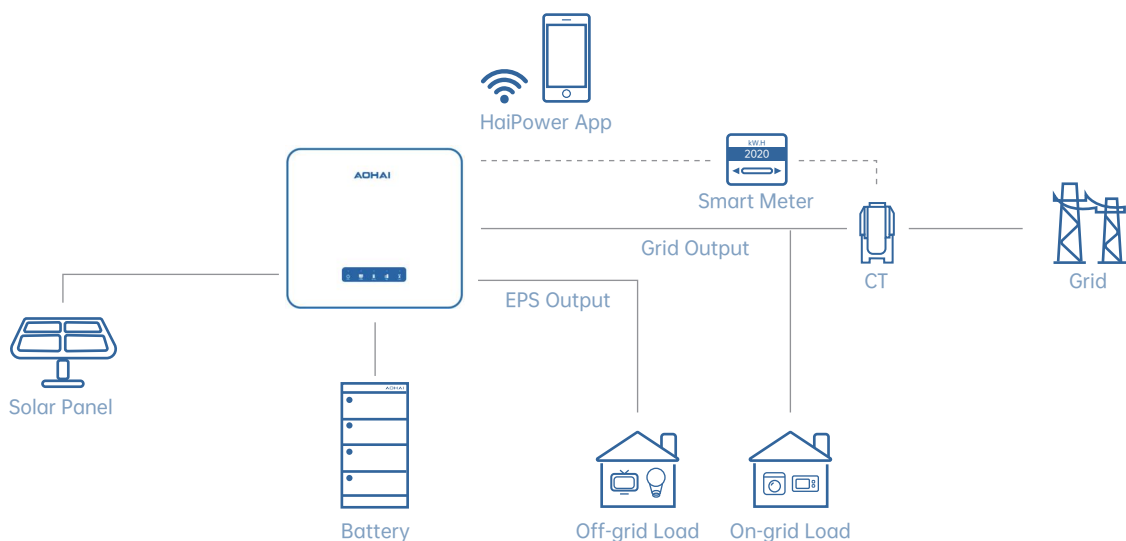 HaiPower App
kW.H
2020
Smart Meter
AOHAI
Grid Output
CT
Grid
EPS Output
Solar Panel
AOHAI
Battery
Off-grid Load
On-grid Load